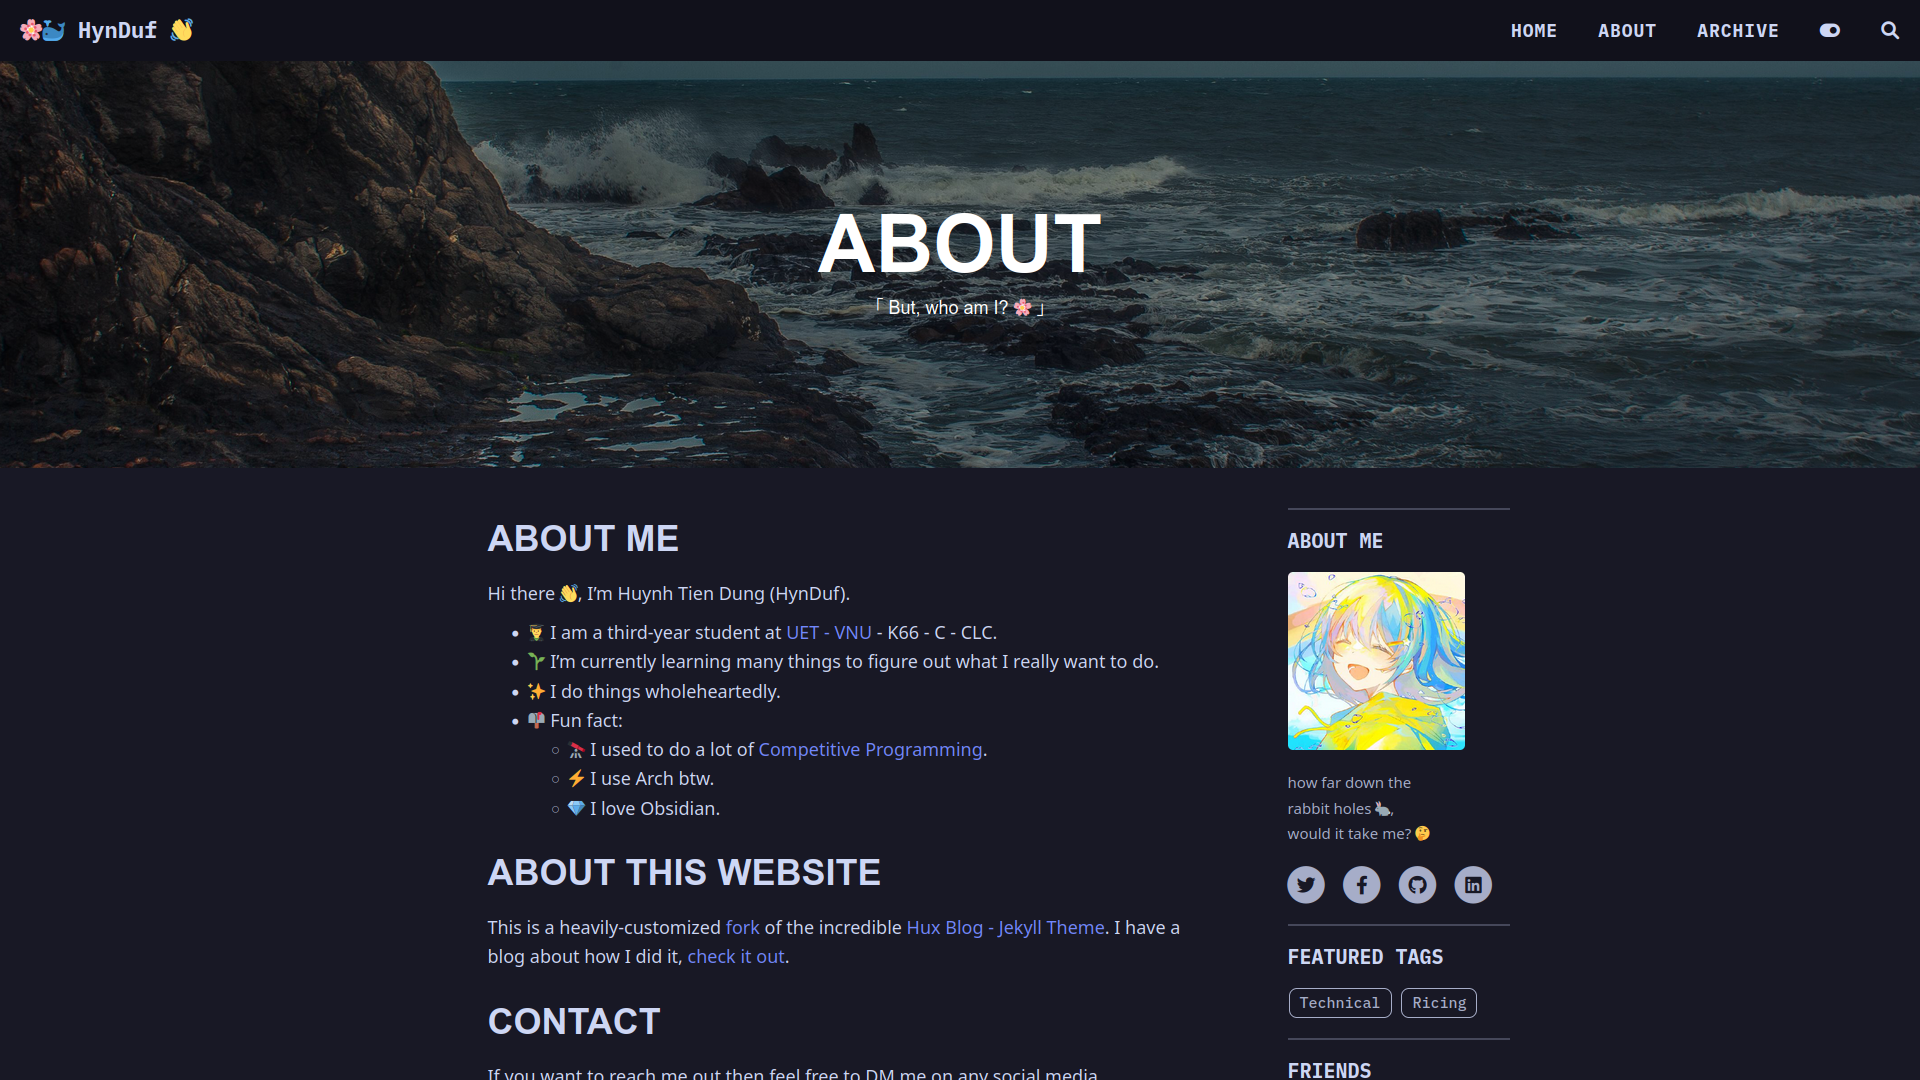 🌸🐳 HynDuf 👋
HOME
ABOUT
ARCHIVE
ABOUT
「 But, who am I? 🌸 」
ABOUT ME
Hi there 👋, I’m Huynh Tien Dung (HynDuf).
• 👨‍🎓 I am a third-year student at UET - VNU - K66 - C - CLC.
• 🌱 I’m currently learning many things to figure out what I really want to do.
• ✨ I do things wholeheartedly.
• 📬 Fun fact:
◦ 🔭 I used to do a lot of Competitive Programming.
◦ ⚡ I use Arch btw.
◦ 💎 I love Obsidian.
ABOUT THIS WEBSITE
This is a heavily-customized fork of the incredible Hux Blog - Jekyll Theme. I have a
blog about how I did it, check it out.
CONTACT
If you want to reach me out then feel free to DM me on any social media
ABOUT ME
how far down the
rabbit holes 🐇,
would it take me? 🤔
FEATURED TAGS
Technical
Ricing
FRIENDS